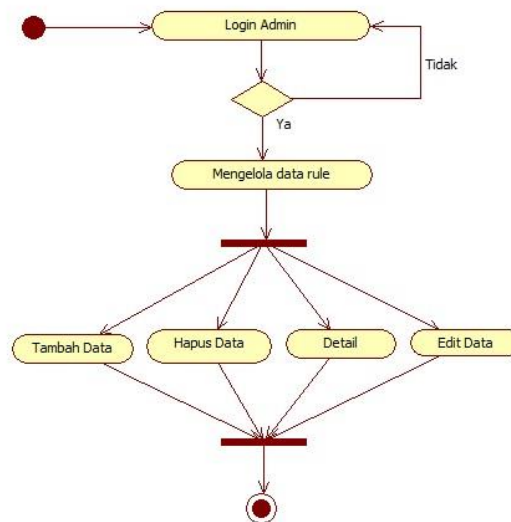 Login Admin
Tidak
Ya
Mengelola data rule
Tambah Data
Hapus Data
Detail
Edit Data